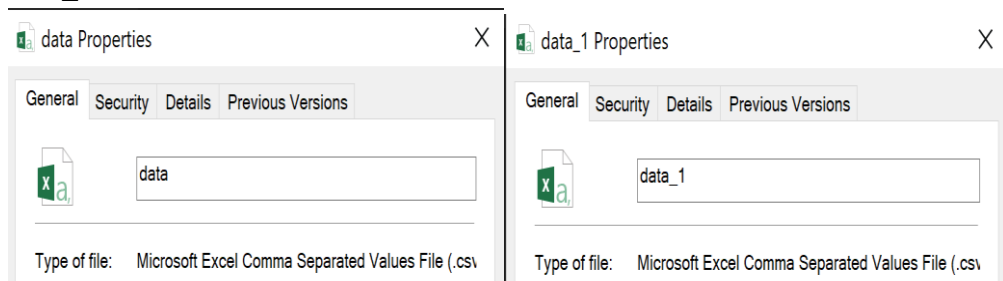 data Properties
General Security Details Previous Versions
data
Type of file: Microsoft Excel Comma Separated Values File (.csv
data_1 Properties
General Security Details Previous Versions
data_1
Type of file: Microsoft Excel Comma Separated Values File (.csv